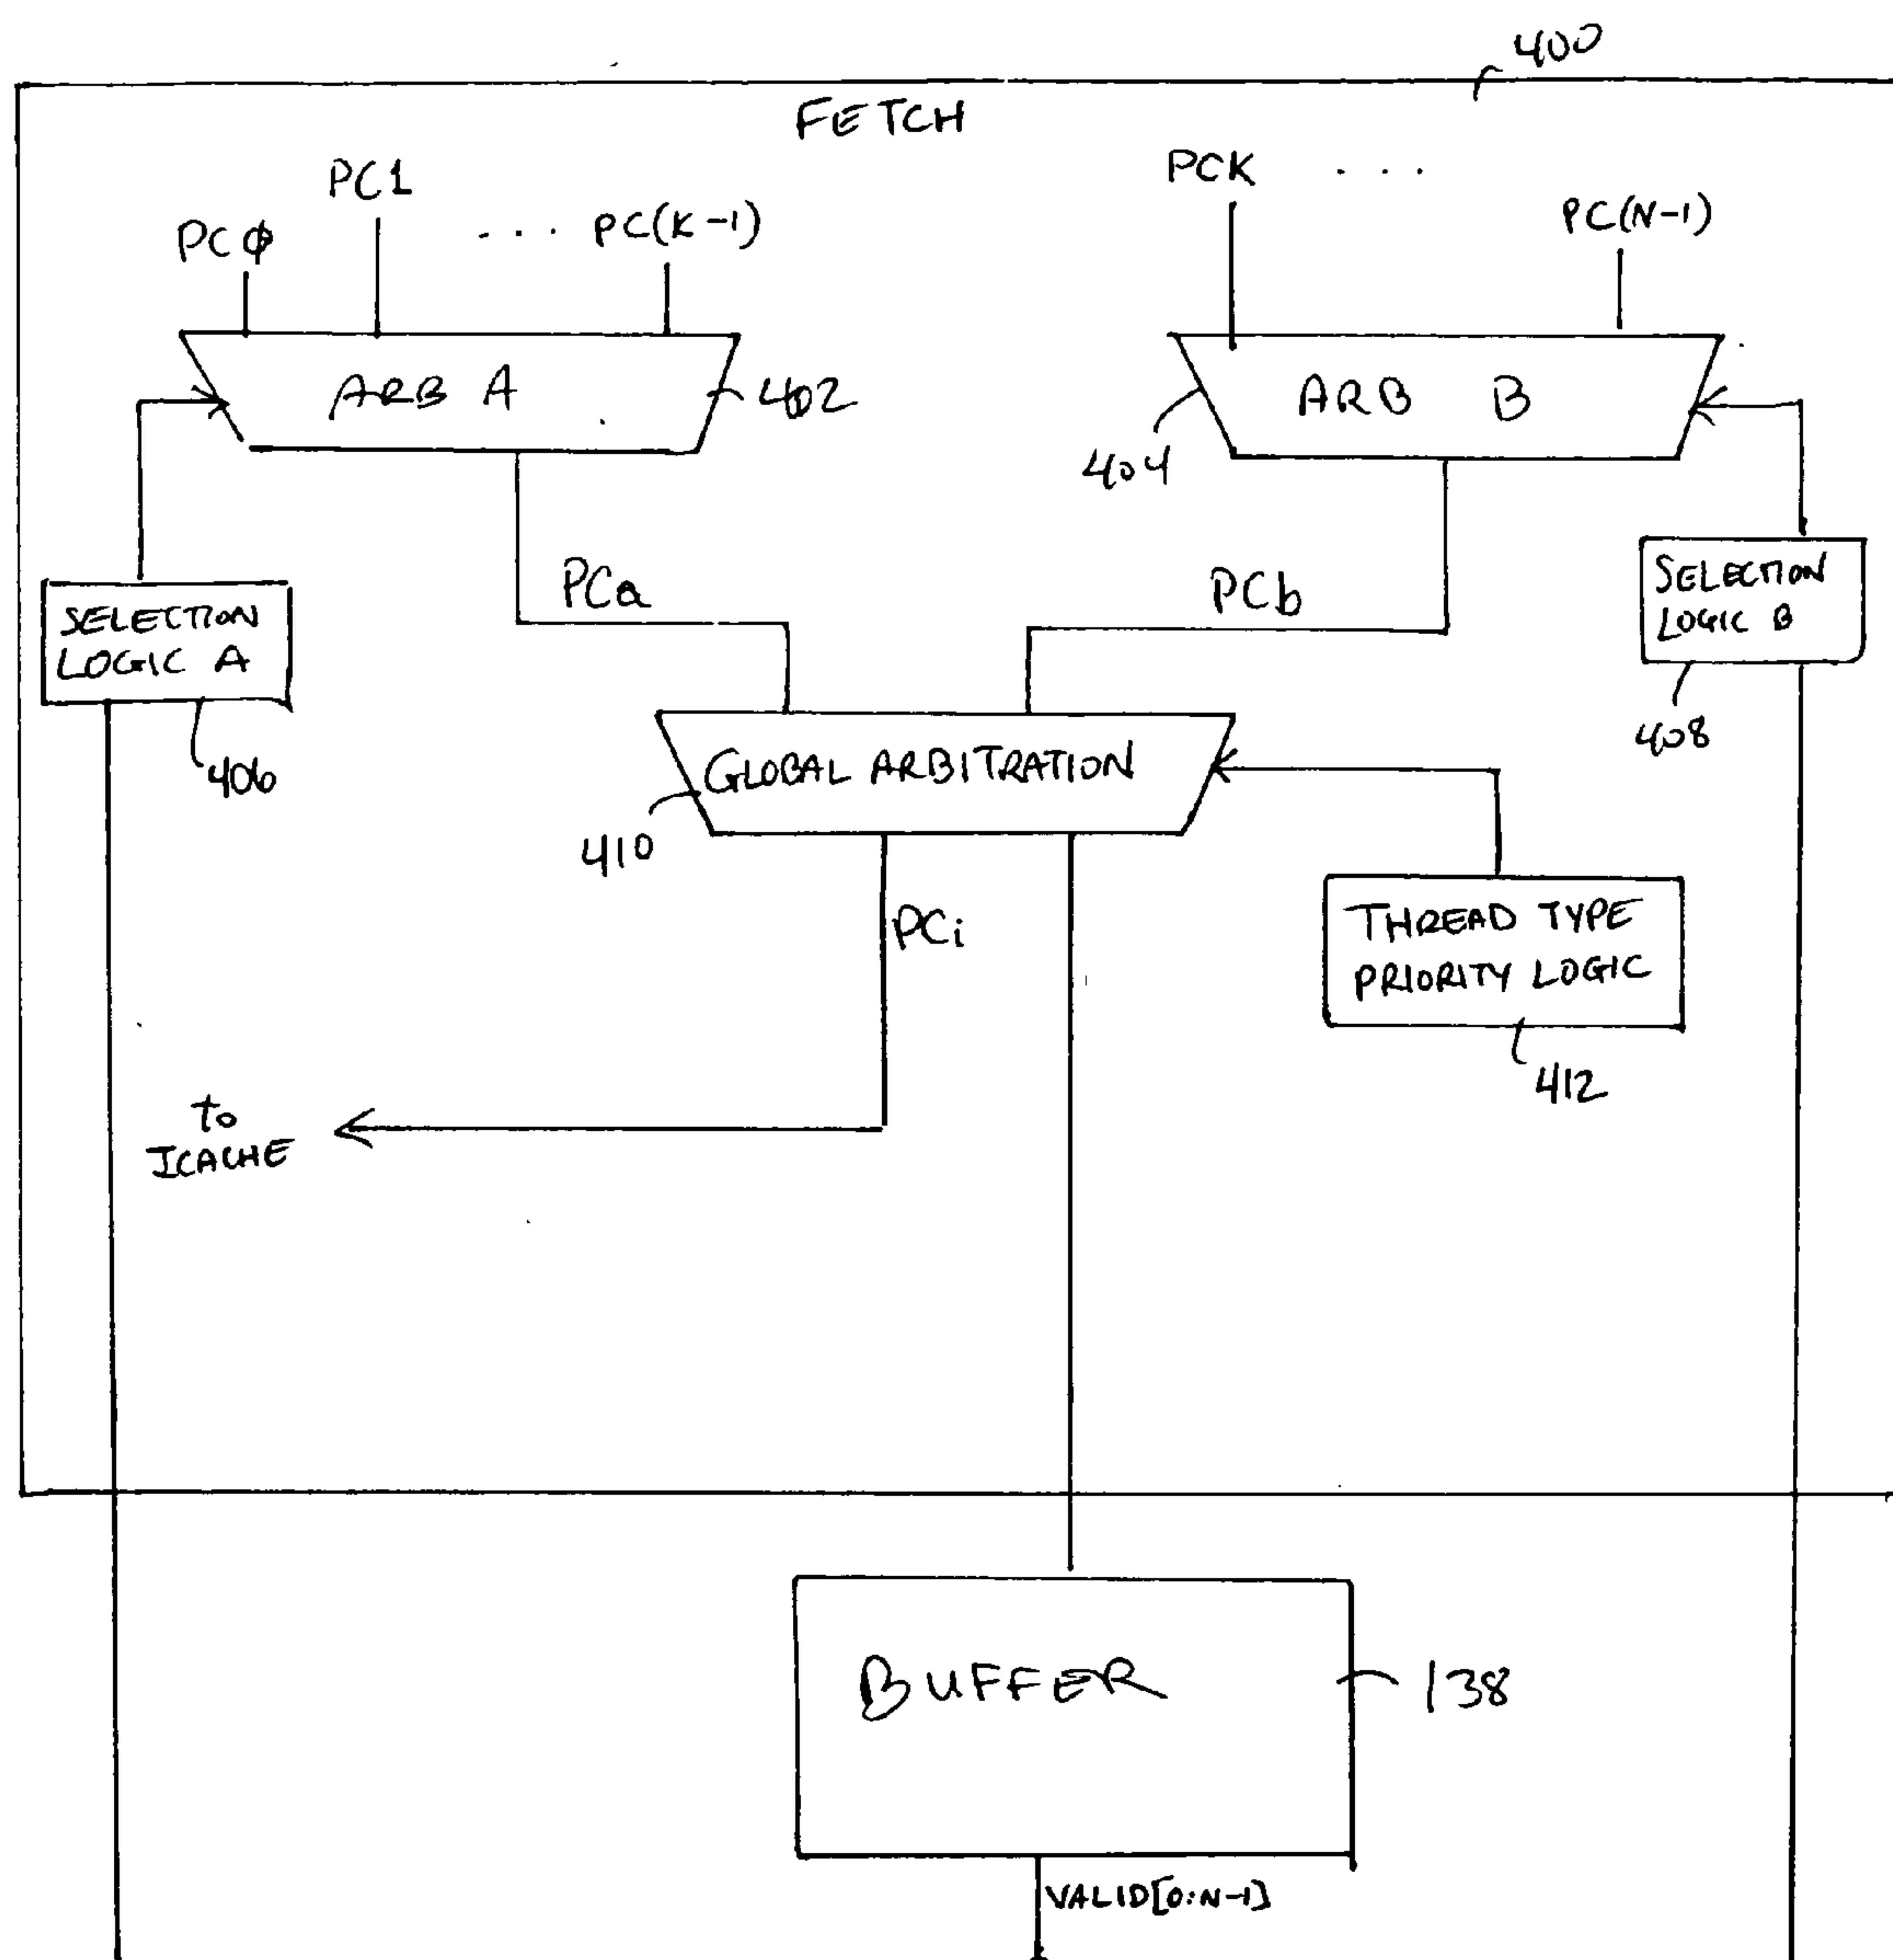 400
FETCH
PC0
PC1
... PC(K-1)
PCK ....
PC(N-1)
ARB A
402
ARB B
404
PCa
PCb
SELECTION
LOGIC A
406
SELECTION
LOGIC B
408
GLOBAL ARBITRATION
410
PCi
THREAD TYPE
PRIORITY LOGIC
412
to
ICACHE
BUFFER
138
VALID[0:N-1]